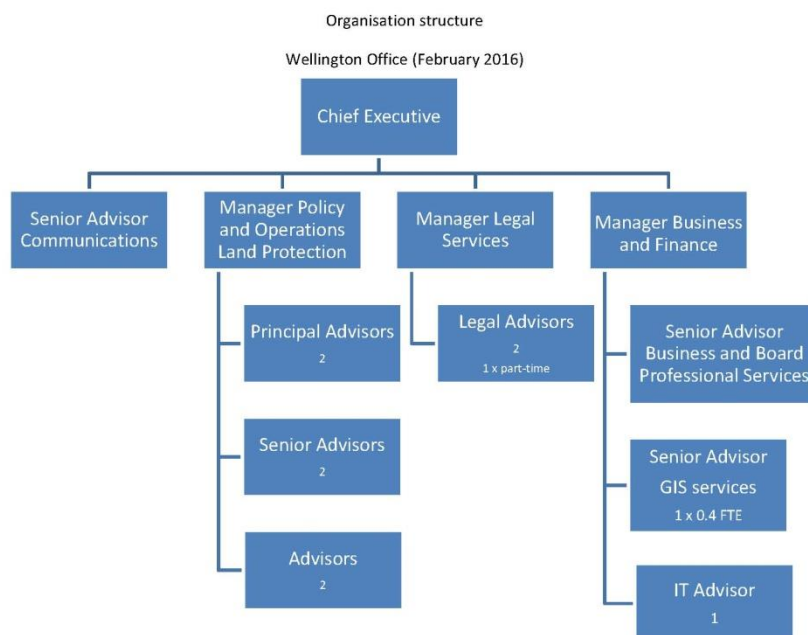 Organisation structure
Wellington Office (February 2016)
Chief Executive
Senior Advisor
Communications
Manager Policy
and Operations
Land Protection
Manager Legal
Services
Manager Business
and Finance
Principal Advisors
2
Senior Advisors
2
Advisors
2
Legal Advisors
2
1 x part-time
Senior Advisor
Business and Board
Professional Services
Senior Advisor
GIS services
1 x 0.4 FTE
IT Advisor
1